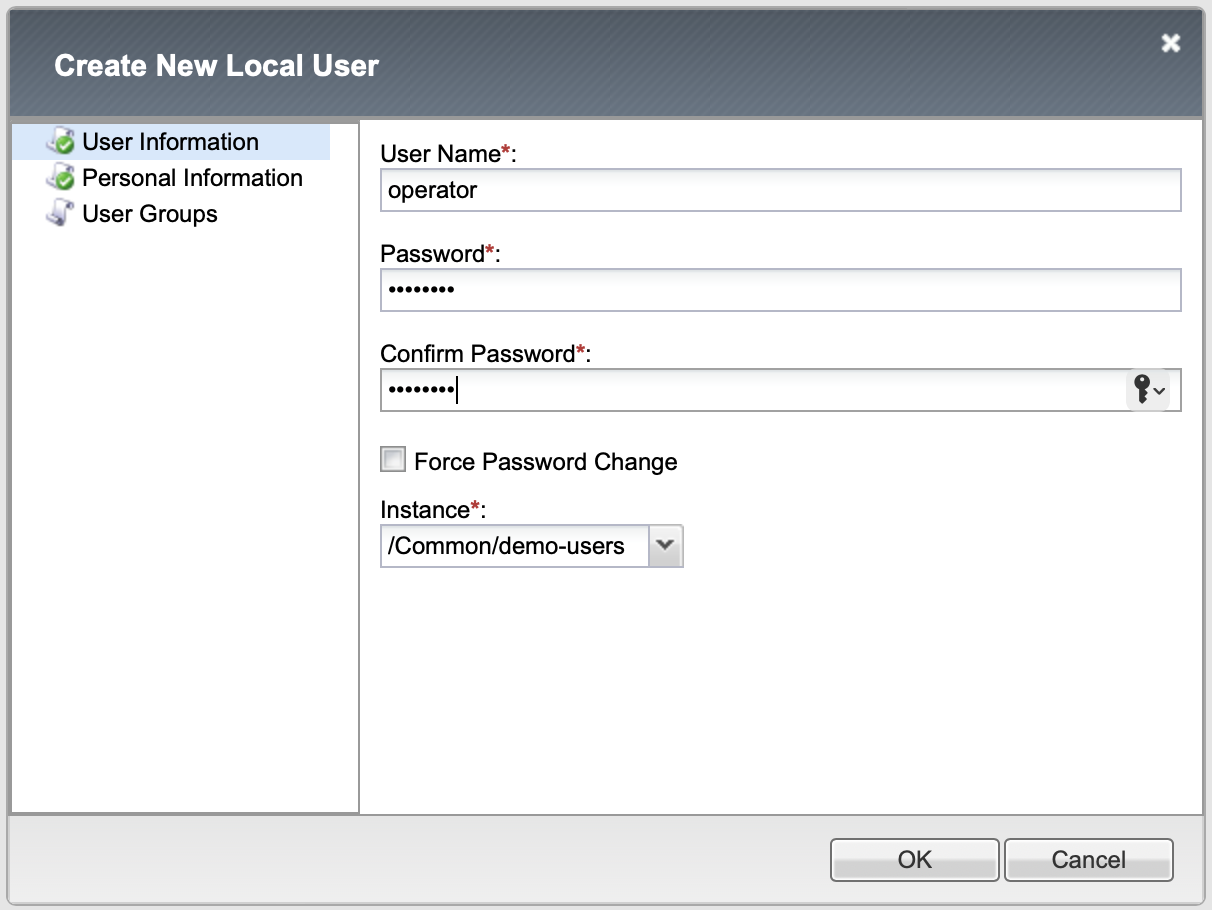 Create New Local User
User Information
Personal Information
User Groups
User Name*:
operator
Password*:
••••••••
Confirm Password*:
••••••••
Force Password Change
Instance*:
/Common/demo-users
OK
Cancel